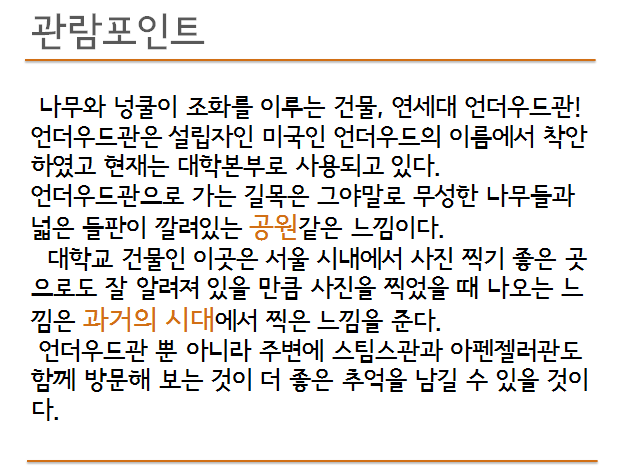 관람포인트
나무와 넝쿨이 조화를 이루는 건물, 연세대 언더우드관!
언더우드관은 설립자인 미국인 언더우드의 이름에서 착안
하였고 현재는 대학본부로 사용되고 있다.
언더우드관으로 가는 길목은 그야말로 무성한 나무들과
넓은 들판이 깔려있는 공원같은 느낌이다.
대학교 건물인 이곳은 서울 시내에서 사진 찍기 좋은 곳
으로도 잘 알려져 있을 만큼 사진을 찍었을 때 나오는 느
낌은 과거의 시대에서 찍은 느낌을 준다.
언더우드관 뿐 아니라 주변에 스팀스관과 아펜젤러관도
함께 방문해 보는 것이 더 좋은 추억을 남길 수 있을 것이
다.